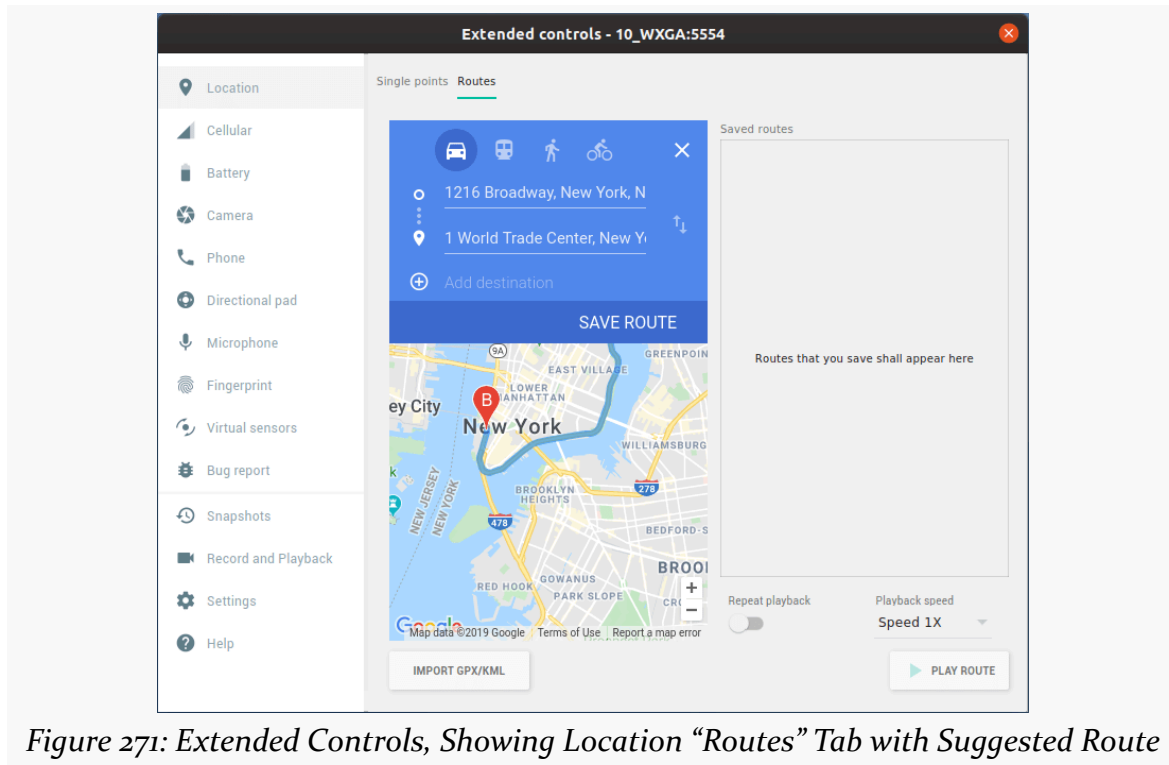 Extended controls - 10_WXGA:5554
Location
Cellular
Battery
Camera
Phone
Directional pad
Microphone
Fingerprint
Virtual sensors
Bug report
Snapshots
Record and Playback
Settings
Help
Single points Routes
1216 Broadway, New York, N
1 World Trade Center, New Y
Add destination
SAVE ROUTE
9A
GREENPOIN
EAST VILLAGE
LOWER
MANHATTAN
ey City
B
New York
WILLIAMSBURG
k
NEW JERSEY
NEW YORK
BROOKLYN
HEIGHTS
278
478
BEDFORD-S
BROO
RED HOOK
GOWANUS
PARK SLOPE
CRO
+
−
Google
Map data ©2019 Google Terms of Use Report a map error
IMPORT GPX/KML
Saved routes
Routes that you save shall appear here
Repeat playback
Playback speed
Speed 1X
PLAY ROUTE
Figure 271: Extended Controls, Showing Location “Routes” Tab with Suggested Route